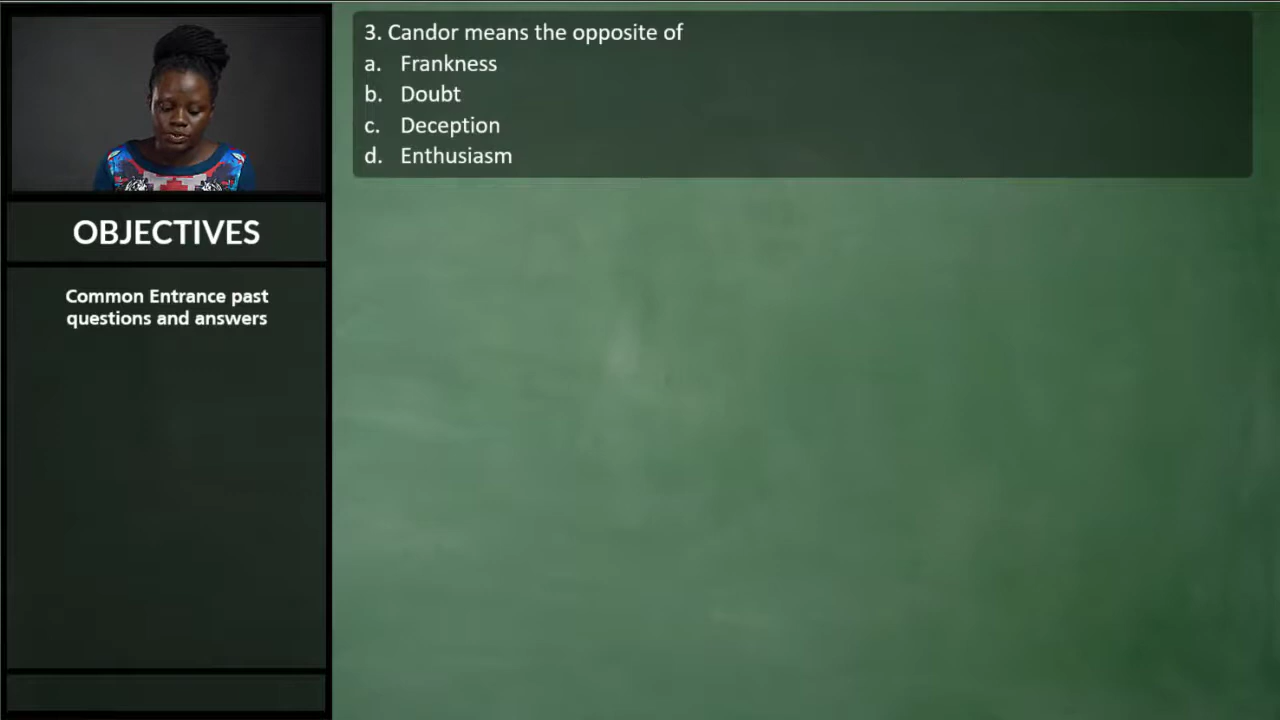 3. Candor means the opposite of
a. Frankness
b. Doubt
c. Deception
d. Enthusiasm
OBJECTIVES
Common Entrance past
questions and answers